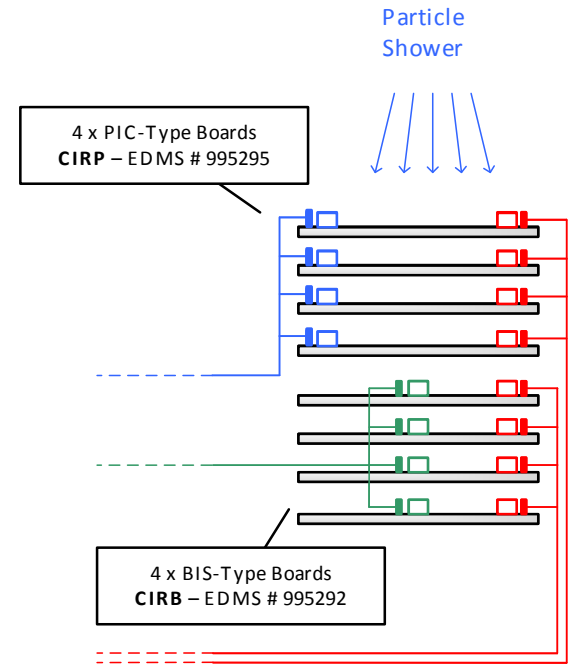 Particle
Shower
4 x PIC-Type Boards
CIRP – EDMS # 995295
4 x BIS-Type Boards
CIRB – EDMS # 995292